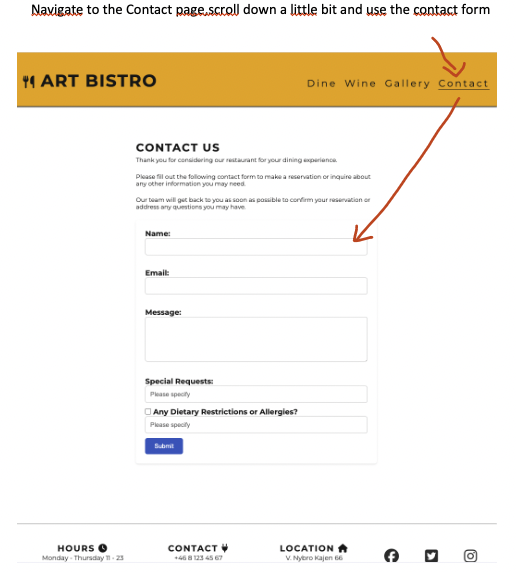 Navigate to the Contact page,scroll down a little bit and use the contact form
ART BISTRO
Dine Wine Gallery Contact
CONTACT US
Thank you for considering our restaurant for your dining experience.
Please fill out the following contact form to make a reservation or inquire about
any other information you may need.
Our team will get back to you as soon as possible to confirm your reservation or
address any questions you may have.
Name:
Email:
Message:
Special Requests:
Please specify
Any Dietary Restrictions or Allergies?
Please specify
Submit
HOURS CONTACT LOCATION
Monday - Thursday 11 - 23 +46 8 123 45 67 V. Nybro Kajen 66